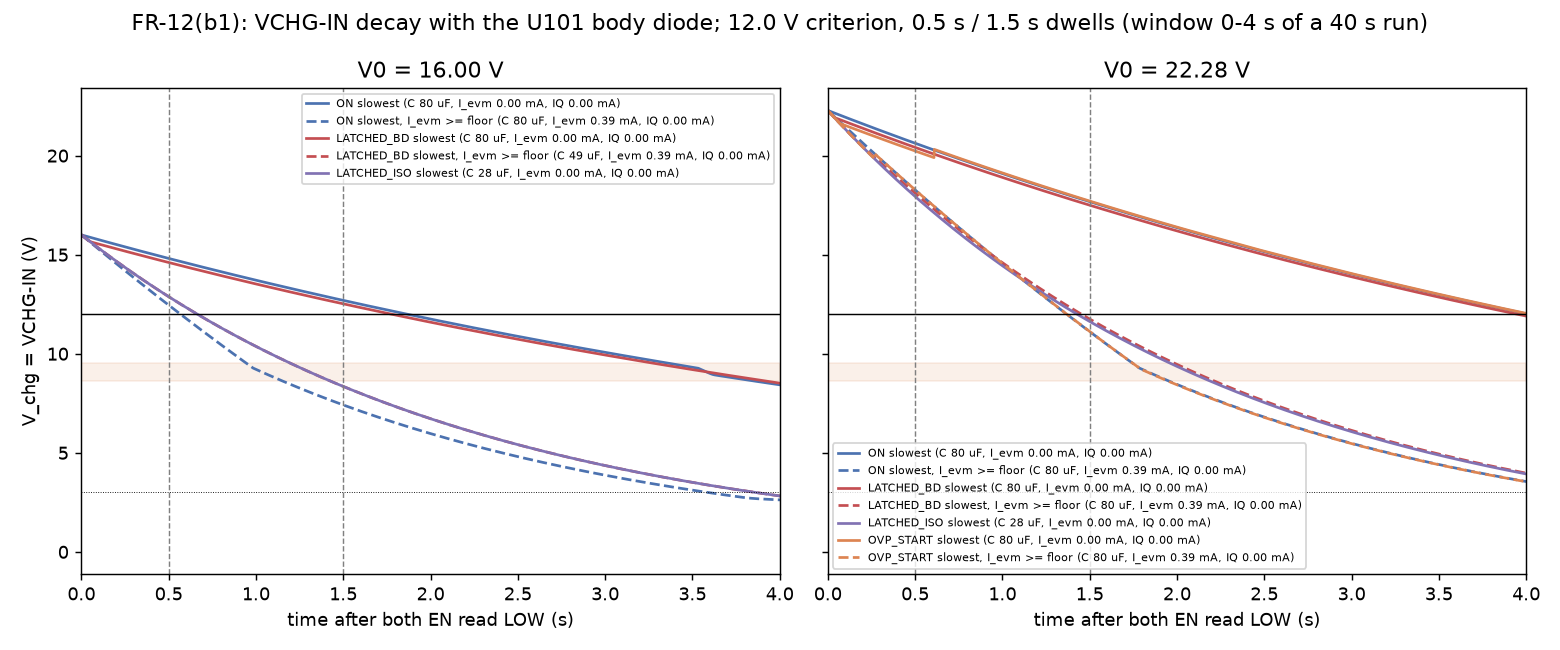 FR-12(b1): VCHG-IN decay with the U101 body diode; 12.0 V criterion, 0.5 s / 1.5 s dwells (window 0-4 s of a 40 s run)
V0 = 16.00 V
V_chg = VCHG-IN (V)
20
15
10
5
0
ON slowest (C 80 uF, I_evm 0.00 mA, IQ 0.00 mA)
ON slowest, I_evm >= floor (C 80 uF, I_evm 0.39 mA, IQ 0.00 mA)
LATCHED_BD slowest (C 80 uF, I_evm 0.00 mA, IQ 0.00 mA)
LATCHED_BD slowest, I_evm >= floor (C 49 uF, I_evm 0.39 mA, IQ 0.00 mA)
LATCHED_ISO slowest (C 28 uF, I_evm 0.00 mA, IQ 0.00 mA)
0.0 0.5 1.0 1.5 2.0 2.5 3.0 3.5 4.0
time after both EN read LOW (s)
V0 = 22.28 V
ON slowest (C 80 uF, I_evm 0.00 mA, IQ 0.00 mA)
ON slowest, I_evm >= floor (C 80 uF, I_evm 0.39 mA, IQ 0.00 mA)
LATCHED_BD slowest (C 80 uF, I_evm 0.00 mA, IQ 0.00 mA)
LATCHED_BD slowest, I_evm >= floor (C 80 uF, I_evm 0.39 mA, IQ 0.00 mA)
LATCHED_ISO slowest (C 28 uF, I_evm 0.00 mA, IQ 0.00 mA)
OVP_START slowest (C 80 uF, I_evm 0.00 mA, IQ 0.00 mA)
OVP_START slowest, I_evm >= floor (C 80 uF, I_evm 0.39 mA, IQ 0.00 mA)
0.0 0.5 1.0 1.5 2.0 2.5 3.0 3.5 4.0
time after both EN read LOW (s)